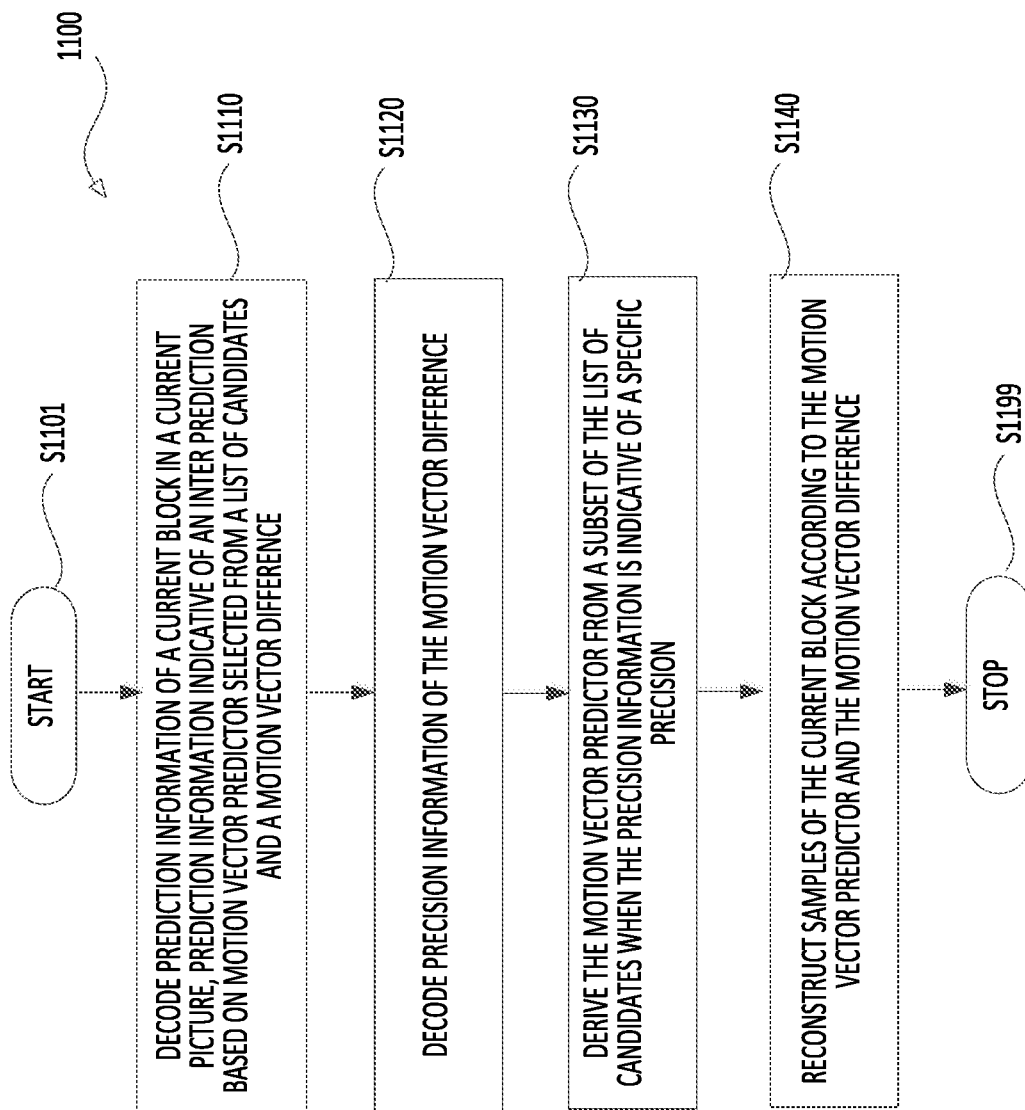 1100
START
S1101
DECODE PREDICTION INFORMATION OF A CURRENT BLOCK IN A CURRENT
PICTURE, PREDICTION INFORMATION INDICATIVE OF AN INTER PREDICTION
BASED ON MOTION VECTOR PREDICTOR SELECTED FROM A LIST OF CANDIDATES
AND A MOTION VECTOR DIFFERENCE
S1110
DECODE PRECISION INFORMATION OF THE MOTION VECTOR DIFFERENCE
S1120
DERIVE THE MOTION VECTOR PREDICTOR FROM A SUBSET OF THE LIST OF
CANDIDATES WHEN THE PRECISION INFORMATION IS INDICATIVE OF A SPECIFIC
PRECISION
S1130
RECONSTRUCT SAMPLES OF THE CURRENT BLOCK ACCORDING TO THE MOTION
VECTOR PREDICTOR AND THE MOTION VECTOR DIFFERENCE
S1140
STOP
S1199